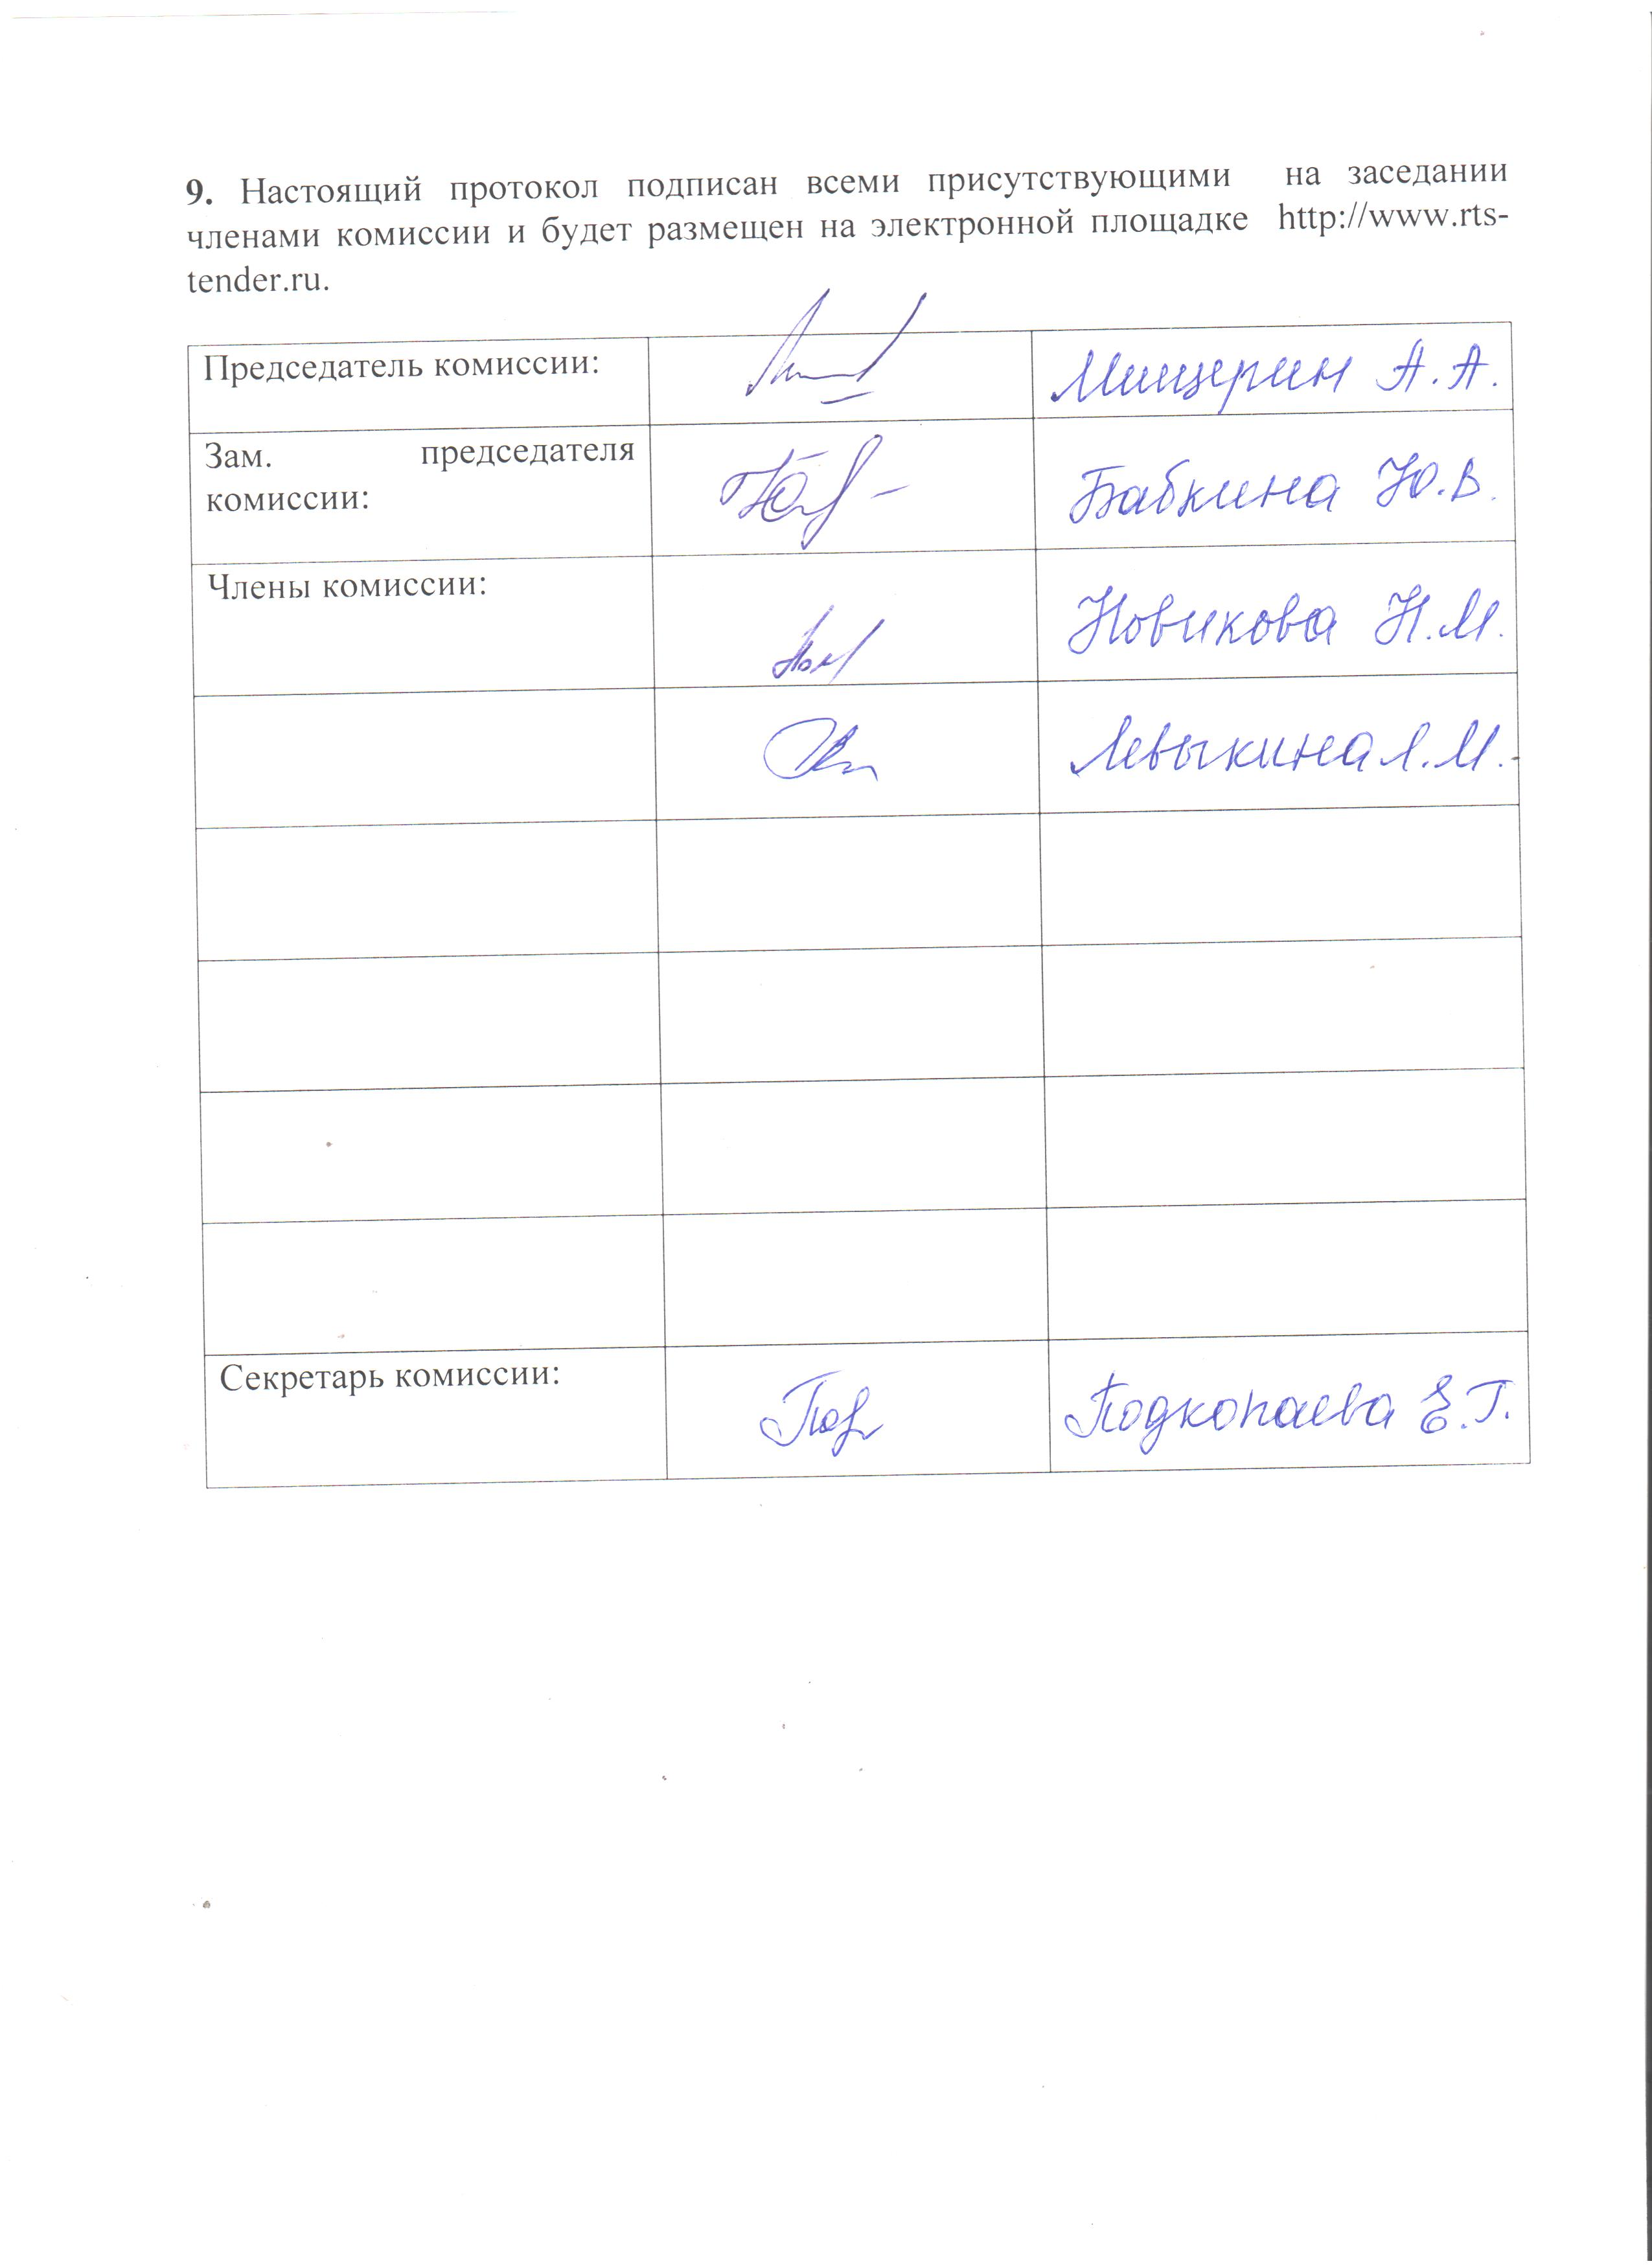 9. Настоящий протокол подписан всеми присутствующими на заседании
членами комиссии и будет размещен на электронной площадке http://www.rts-
tender.ru.
Председатель комиссии: Мищерин А.А.
Зам. председателя
комиссии: Бабкина Ю.В.
Члены комиссии: Новикова Н.М.
Левыкина Л.М.
Секретарь комиссии: Подкопаева Е.Г.